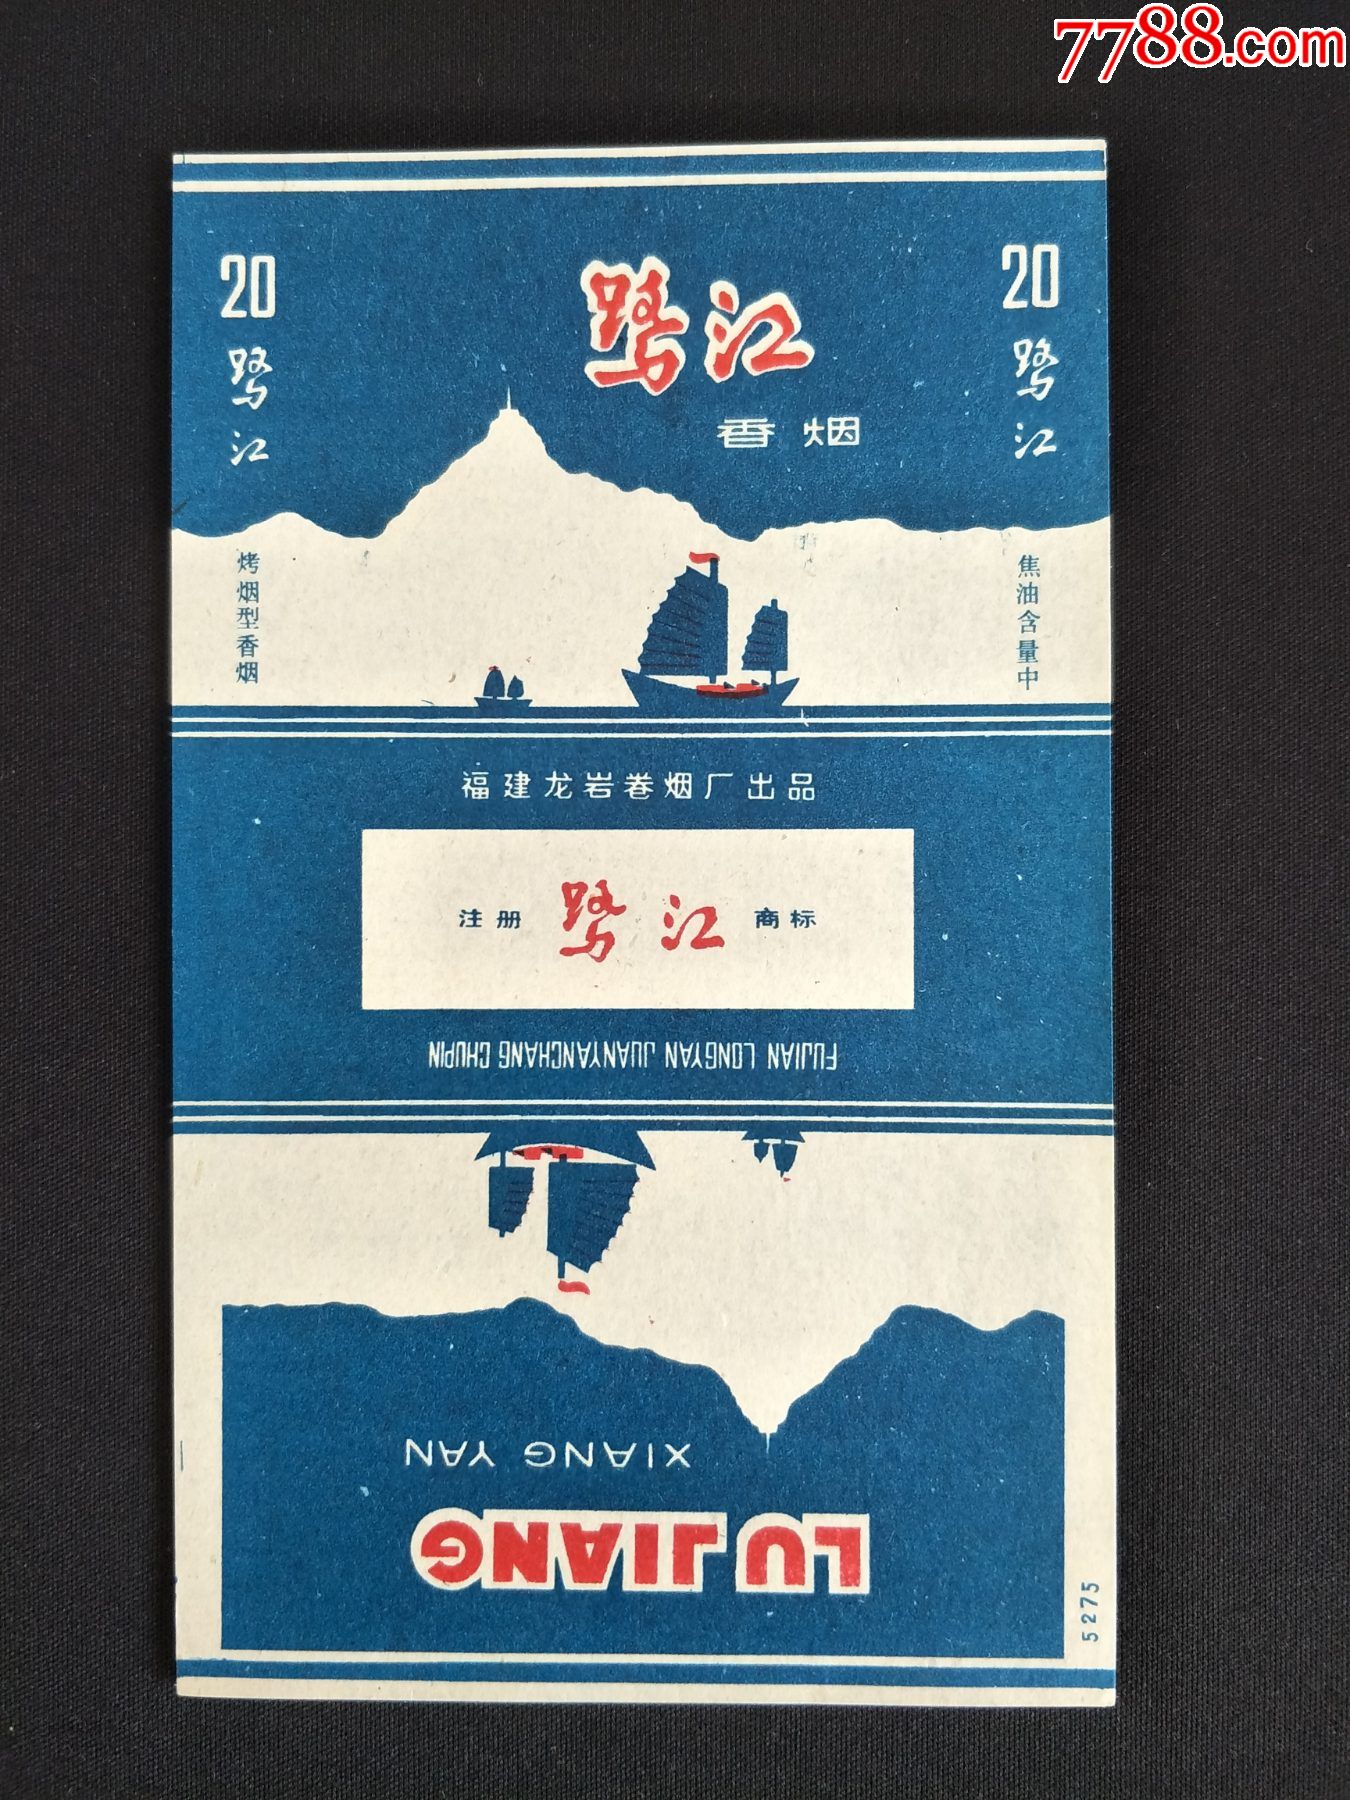 7788.com
20
鹭江
烤烟型香烟
鹭江
香烟
20
鹭江
焦油含量中
福建龙岩卷烟厂出品
注册 鹭江 商标
FUJIAN LONGYAN JUANYANCHANG CHUPIN
LU JIANG
XIANG YAN
5275